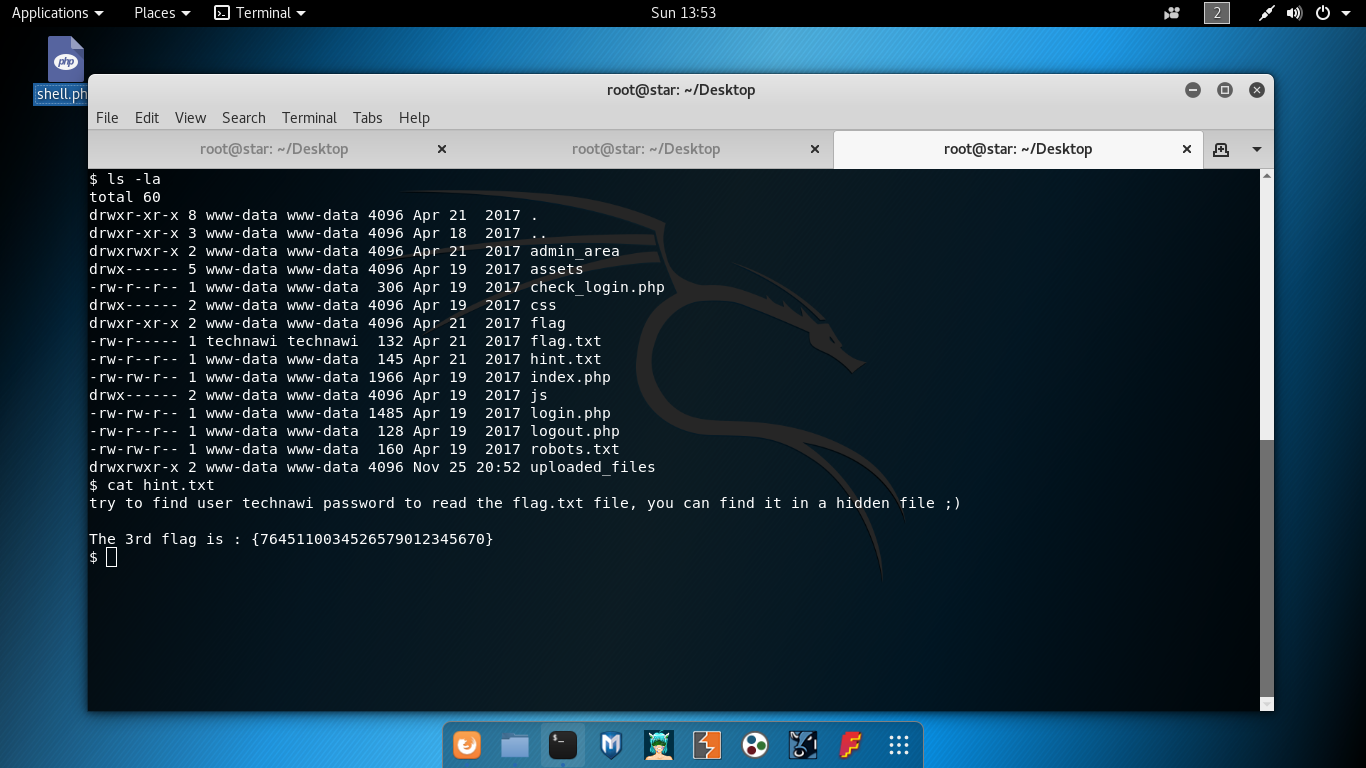 Applications Places Terminal Sun 13:53 2
php
shell.ph
root@star: ~/Desktop
File Edit View Search Terminal Tabs Help
root@star: ~/Desktop root@star: ~/Desktop root@star: ~/Desktop
$ ls -la
total 60
drwxr-xr-x 8 www-data www-data 4096 Apr 21  2017 .
drwxr-xr-x 3 www-data www-data 4096 Apr 18  2017 ..
drwxrwxr-x 2 www-data www-data 4096 Apr 21  2017 admin_area
drwx------ 5 www-data www-data 4096 Apr 19  2017 assets
-rw-r--r-- 1 www-data www-data  306 Apr 19  2017 check_login.php
drwx------ 2 www-data www-data 4096 Apr 19  2017 css
drwxr-xr-x 2 www-data www-data 4096 Apr 21  2017 flag
-rw-r----- 1 technawi technawi  132 Apr 21  2017 flag.txt
-rw-r--r-- 1 www-data www-data  145 Apr 21  2017 hint.txt
-rw-rw-r-- 1 www-data www-data 1966 Apr 19  2017 index.php
drwx------ 2 www-data www-data 4096 Apr 19  2017 js
-rw-rw-r-- 1 www-data www-data 1485 Apr 19  2017 login.php
-rw-r--r-- 1 www-data www-data  128 Apr 19  2017 logout.php
-rw-rw-r-- 1 www-data www-data  160 Apr 19  2017 robots.txt
drwxrwxr-x 2 www-data www-data 4096 Nov 25 20:52 uploaded_files
$ cat hint.txt
try to find user technawi password to read the flag.txt file, you can find it in a hidden file ;)
The 3rd flag is : {7645110034526579012345670}
$